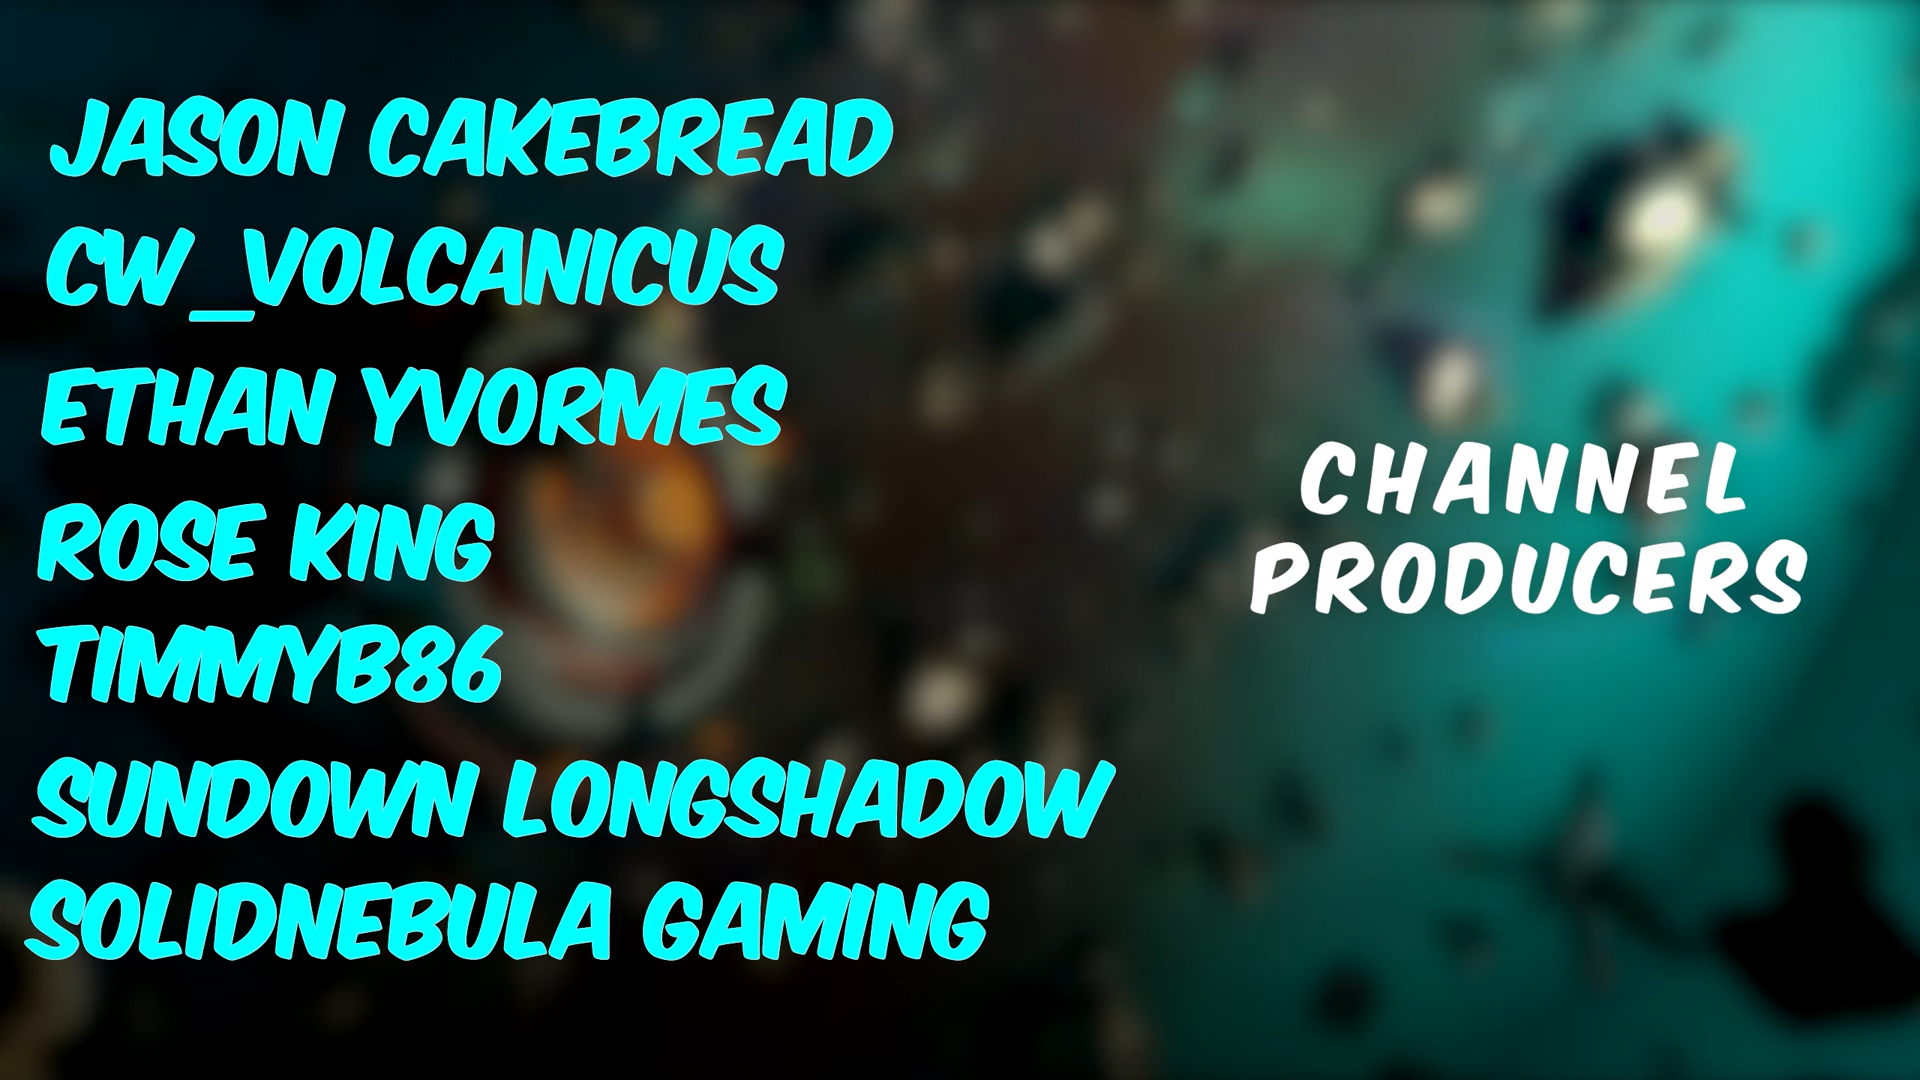 JASON CAKEBREAD
CW_VOLCANICUS
ETHAN YVORMES
ROSE KING
TIMMYB86
SUNDOWN LONGSHADOW
SOLIDNEBULA GAMING
CHANNEL
PRODUCERS